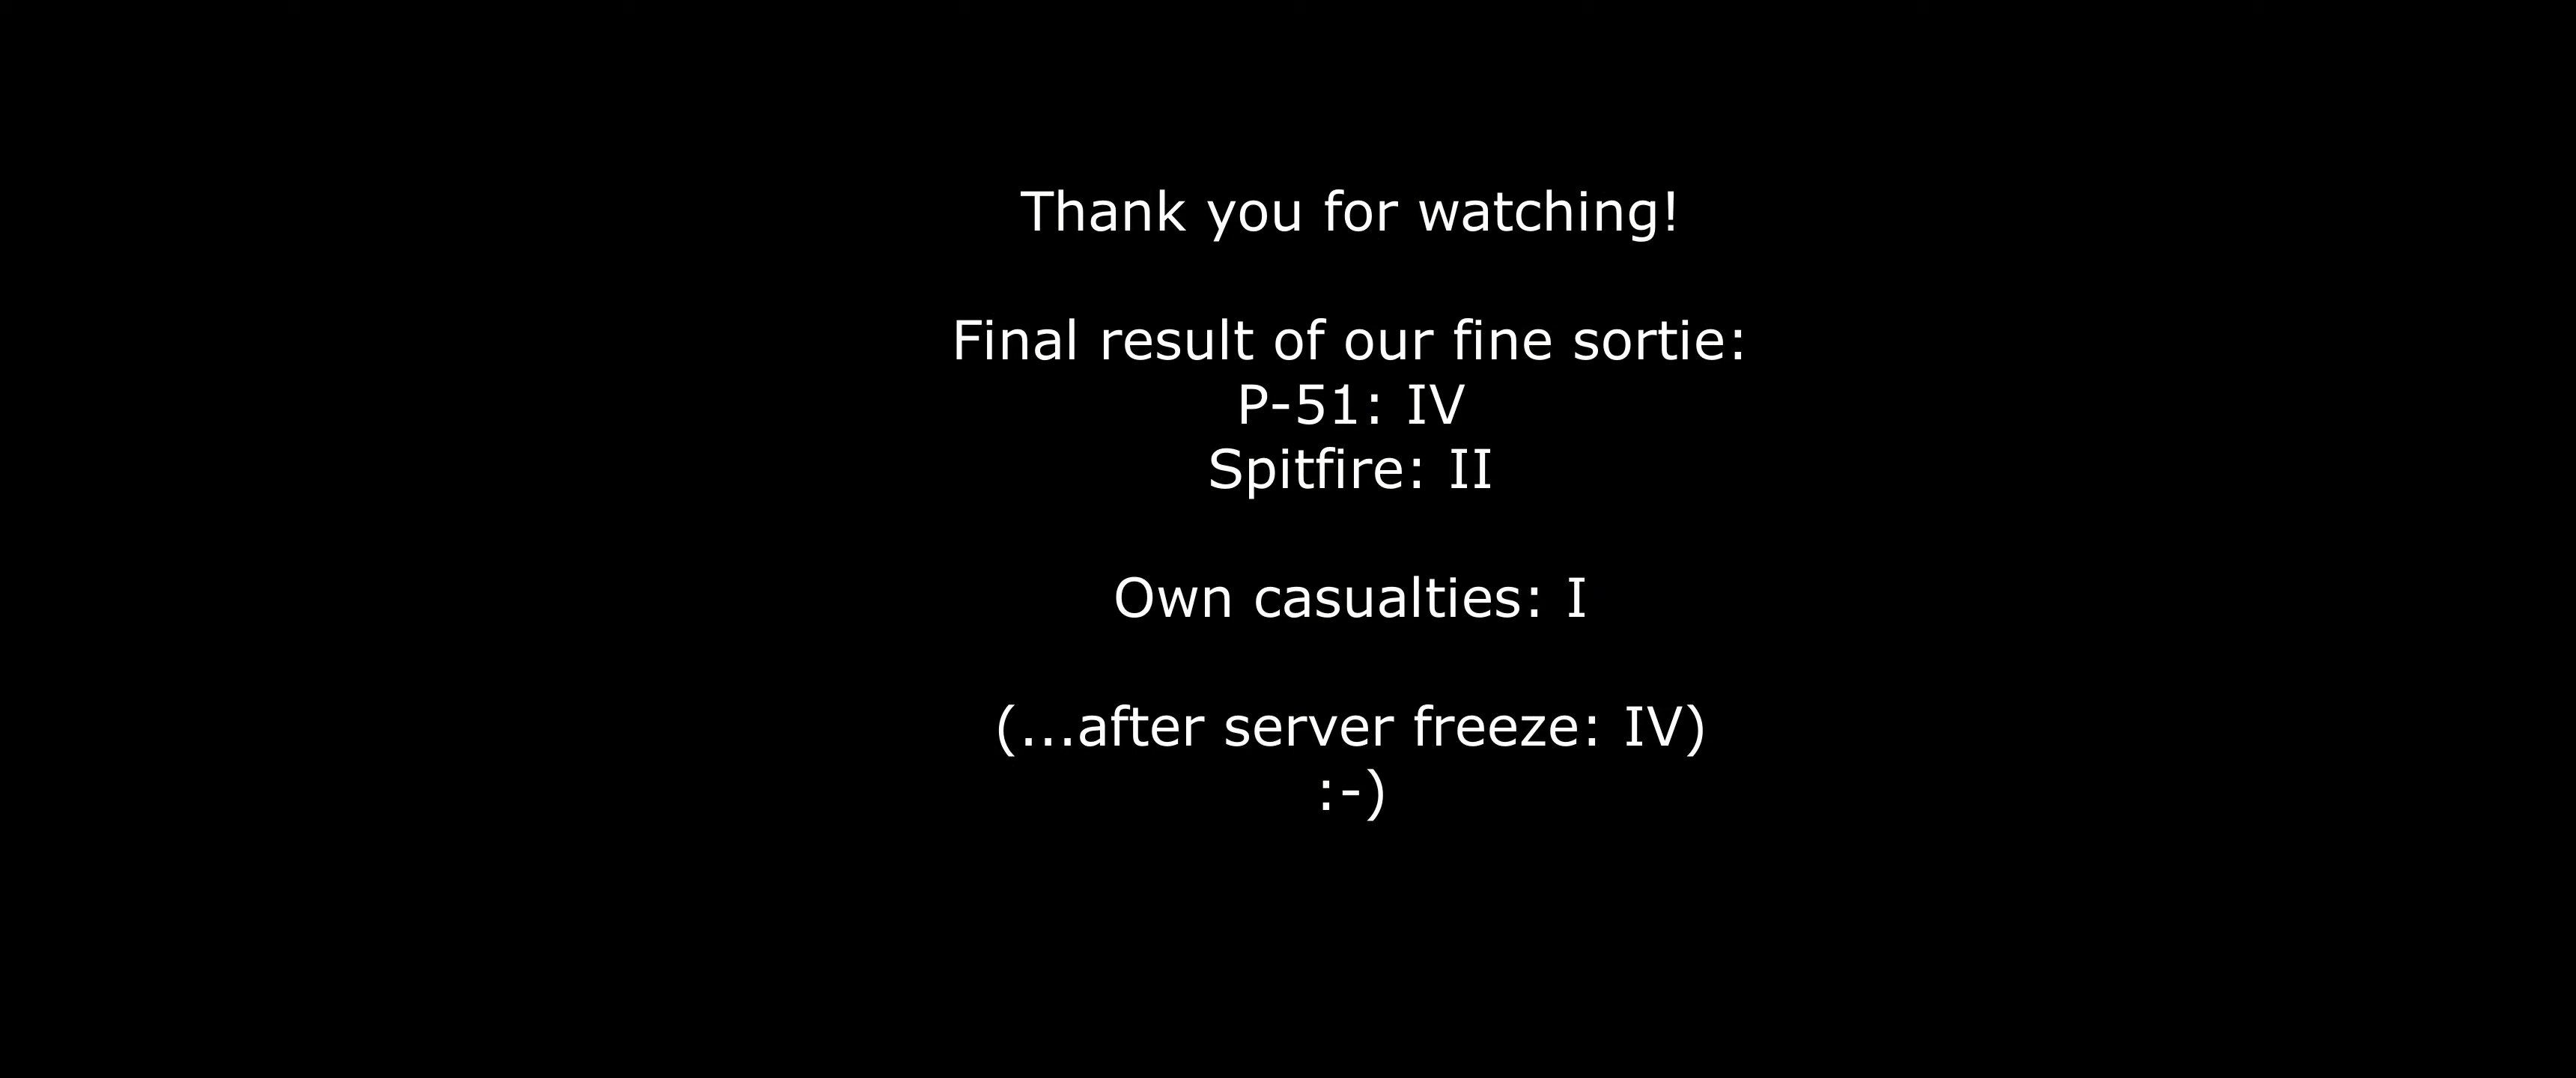 Thank you for watching!
Final result of our fine sortie:
P-51: IV
Spitfire: II
Own casualties: I
(...after server freeze: IV)
:-)